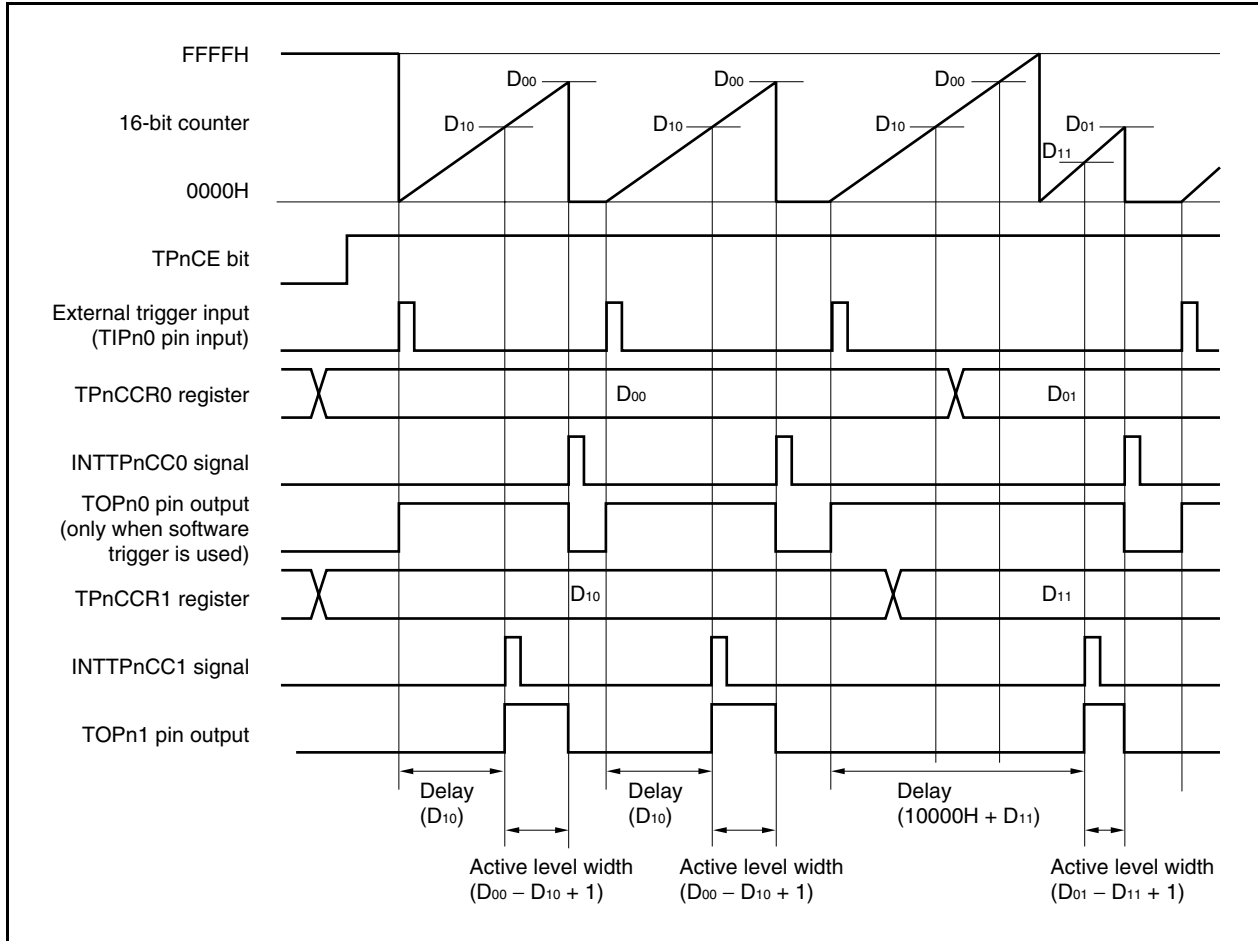 FFFFH
16-bit counter
0000H
D10
D00
D10
D00
D10
D00
D11
D01
TPnCE bit
External trigger input
(TIPn0 pin input)
TPnCCR0 register
D00
D01
INTTPnCC0 signal
TOPn0 pin output
(only when software
trigger is used)
TPnCCR1 register
D10
D11
INTTPnCC1 signal
TOPn1 pin output
Delay
(D10)
Delay
(D10)
Delay
(10000H + D11)
Active level width
(D00 − D10 + 1)
Active level width
(D00 − D10 + 1)
Active level width
(D01 − D11 + 1)